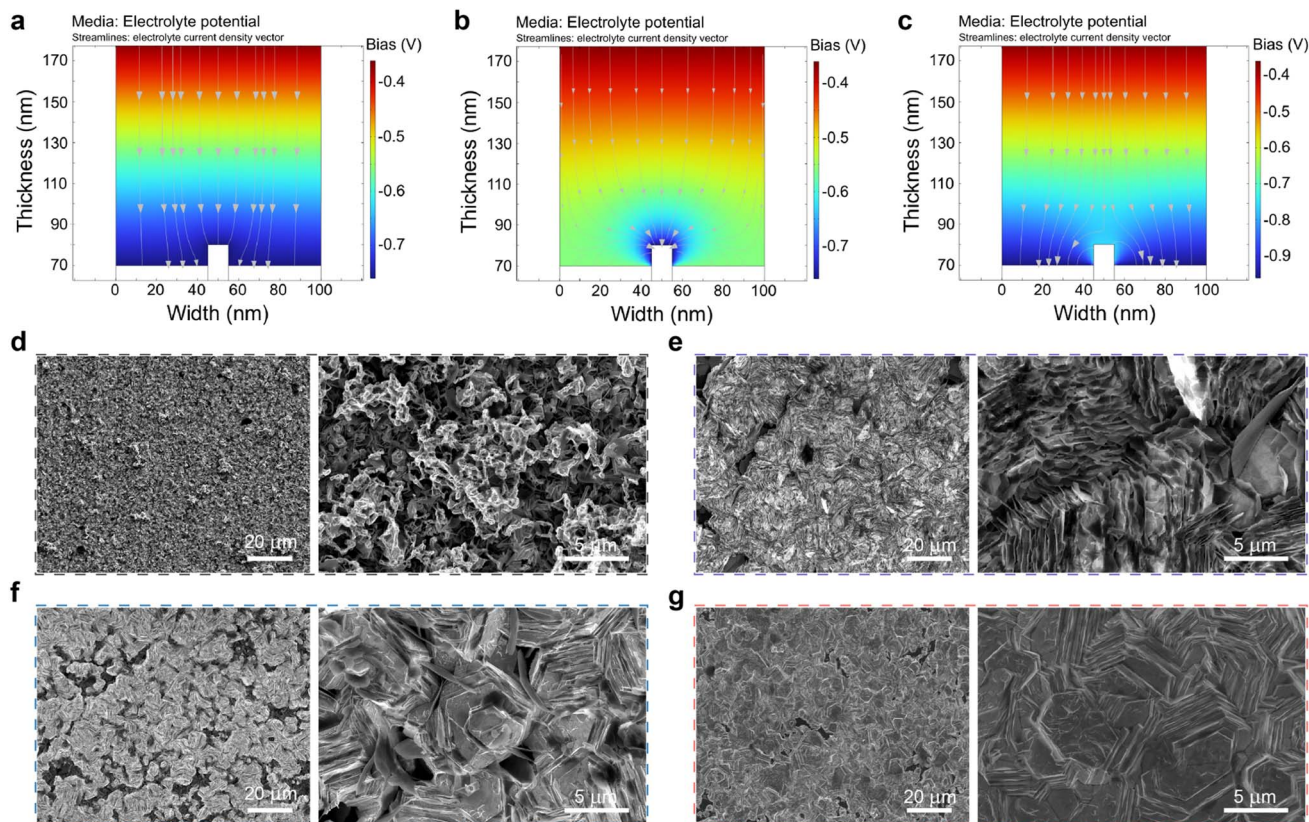 a
Media: Electrolyte potential
Streamlines: electrolyte current density vector
Bias (V)
170
150
130
110
90
70
Thickness (nm)
-0.4
-0.5
-0.6
-0.7
0 20 40 60 80 100
Width (nm)
b
Media: Electrolyte potential
Streamlines: electrolyte current density vector
Bias (V)
170
150
130
110
90
70
Thickness (nm)
-0.4
-0.5
-0.6
-0.7
0 20 40 60 80 100
Width (nm)
c
Media: Electrolyte potential
Streamlines: electrolyte current density vector
Bias (V)
170
150
130
110
90
70
Thickness (nm)
-0.4
-0.5
-0.6
-0.7
-0.8
-0.9
0 20 40 60 80 100
Width (nm)
d
20 μm
5 μm
e
20 μm
5 μm
f
20 μm
5 μm
g
20 μm
5 μm